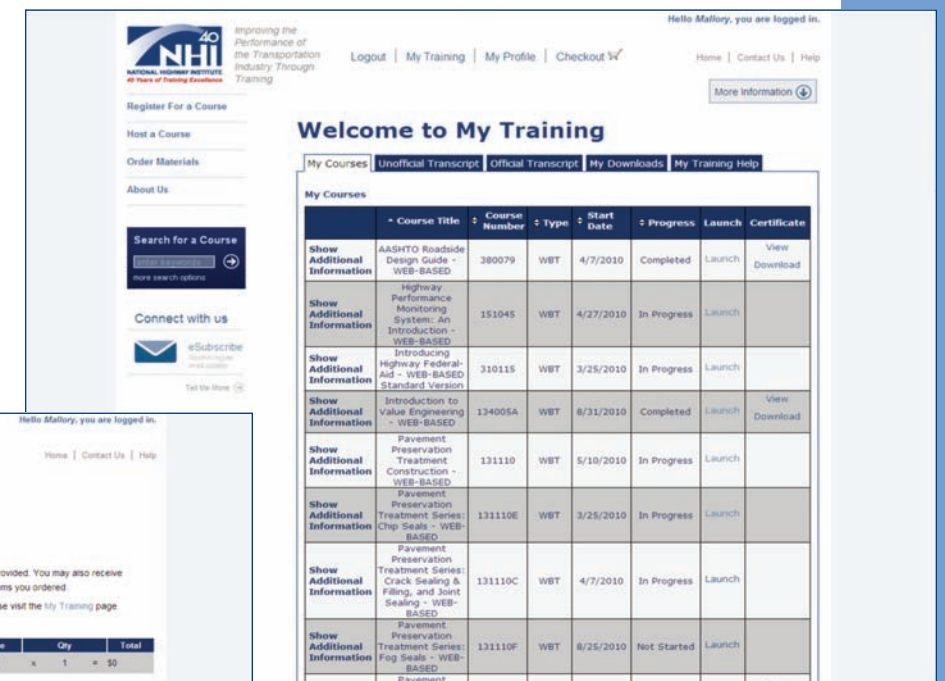 Hello Mallory, you are logged in.
40
NHI
NATIONAL HIGHWAY INSTITUTE
40 Years of Training Excellence
Improving the
Performance of
the Transportation
Industry Through
Training
Logout | My Training | My Profile | Checkout
Home | Contact Us | Help
More Information
Register For a Course
Host a Course
Order Materials
About Us
Search for a Course
enter keywords
more search options
Connect with us
eSubscribe
Tell Me More
Welcome to My Training
My Courses Unofficial Transcript Official Transcript My Downloads My Training Help
My Courses
Course Title Course Number Type Start Date Progress Launch Certificate
Show Additional Information AASHTO Roadside Design Guide - WEB-BASED 380079 WBT 4/7/2010 Completed Launch View Download
Show Additional Information Highway Performance Monitoring System: An Introduction - WEB-BASED 151045 WBT 4/27/2010 In Progress Launch
Show Additional Information Introducing Highway Federal-Aid - WEB-BASED Standard Version 310115 WBT 3/25/2010 In Progress Launch
Show Additional Information Introduction to Value Engineering - WEB-BASED 134005A WBT 8/31/2010 Completed Launch View Download
Show Additional Information Pavement Preservation Treatment Construction - WEB-BASED 131110 WBT 5/10/2010 In Progress Launch
Show Additional Information Pavement Preservation Treatment Series: Chip Seals - WEB-BASED 131110E WBT 3/25/2010 In Progress Launch
Show Additional Information Pavement Preservation Treatment Series: Crack Sealing & Filling, and Joint Sealing - WEB-BASED 131110C WBT 4/7/2010 In Progress Launch
Show Additional Information Pavement Preservation Treatment Series: Fog Seals - WEB-BASED 131110F WBT 8/25/2010 Not Started Launch
Pavement
Hello Mallory, you are logged in.
Home | Contact Us | Help
ovided. You may also receive
ms you ordered.
se visit the My Training page.
e Qty Total
x 1 = $0